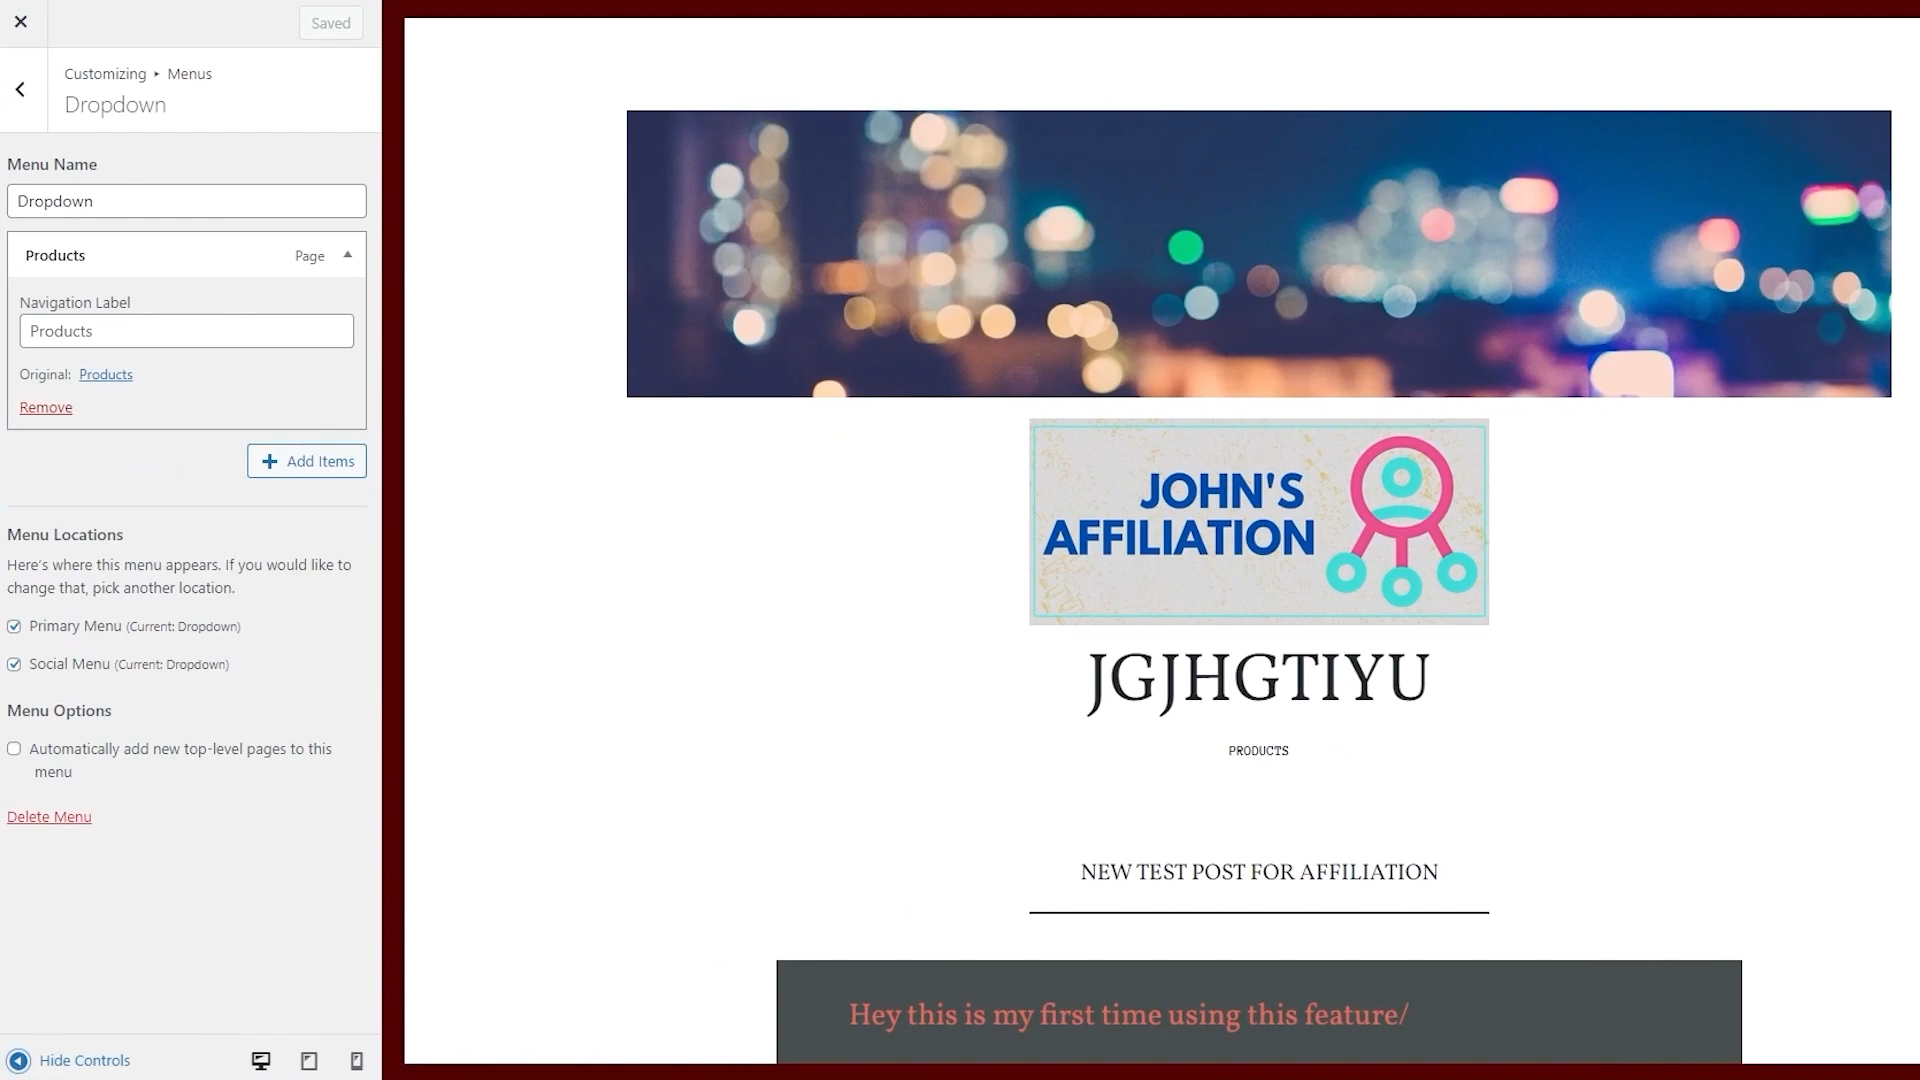 Saved
Customizing ▸ Menus
Dropdown
Menu Name
Dropdown
Products Page
Navigation Label
Products
Original: Products
Remove
Add Items
Menu Locations
Here's where this menu appears. If you would like to
change that, pick another location.
Primary Menu (Current: Dropdown)
Social Menu (Current: Dropdown)
Menu Options
Automatically add new top-level pages to this
menu
Delete Menu
Hide Controls
JOHN'S
AFFILIATION
JGJHGTIYU
PRODUCTS
NEW TEST POST FOR AFFILIATION
Hey this is my first time using this feature/